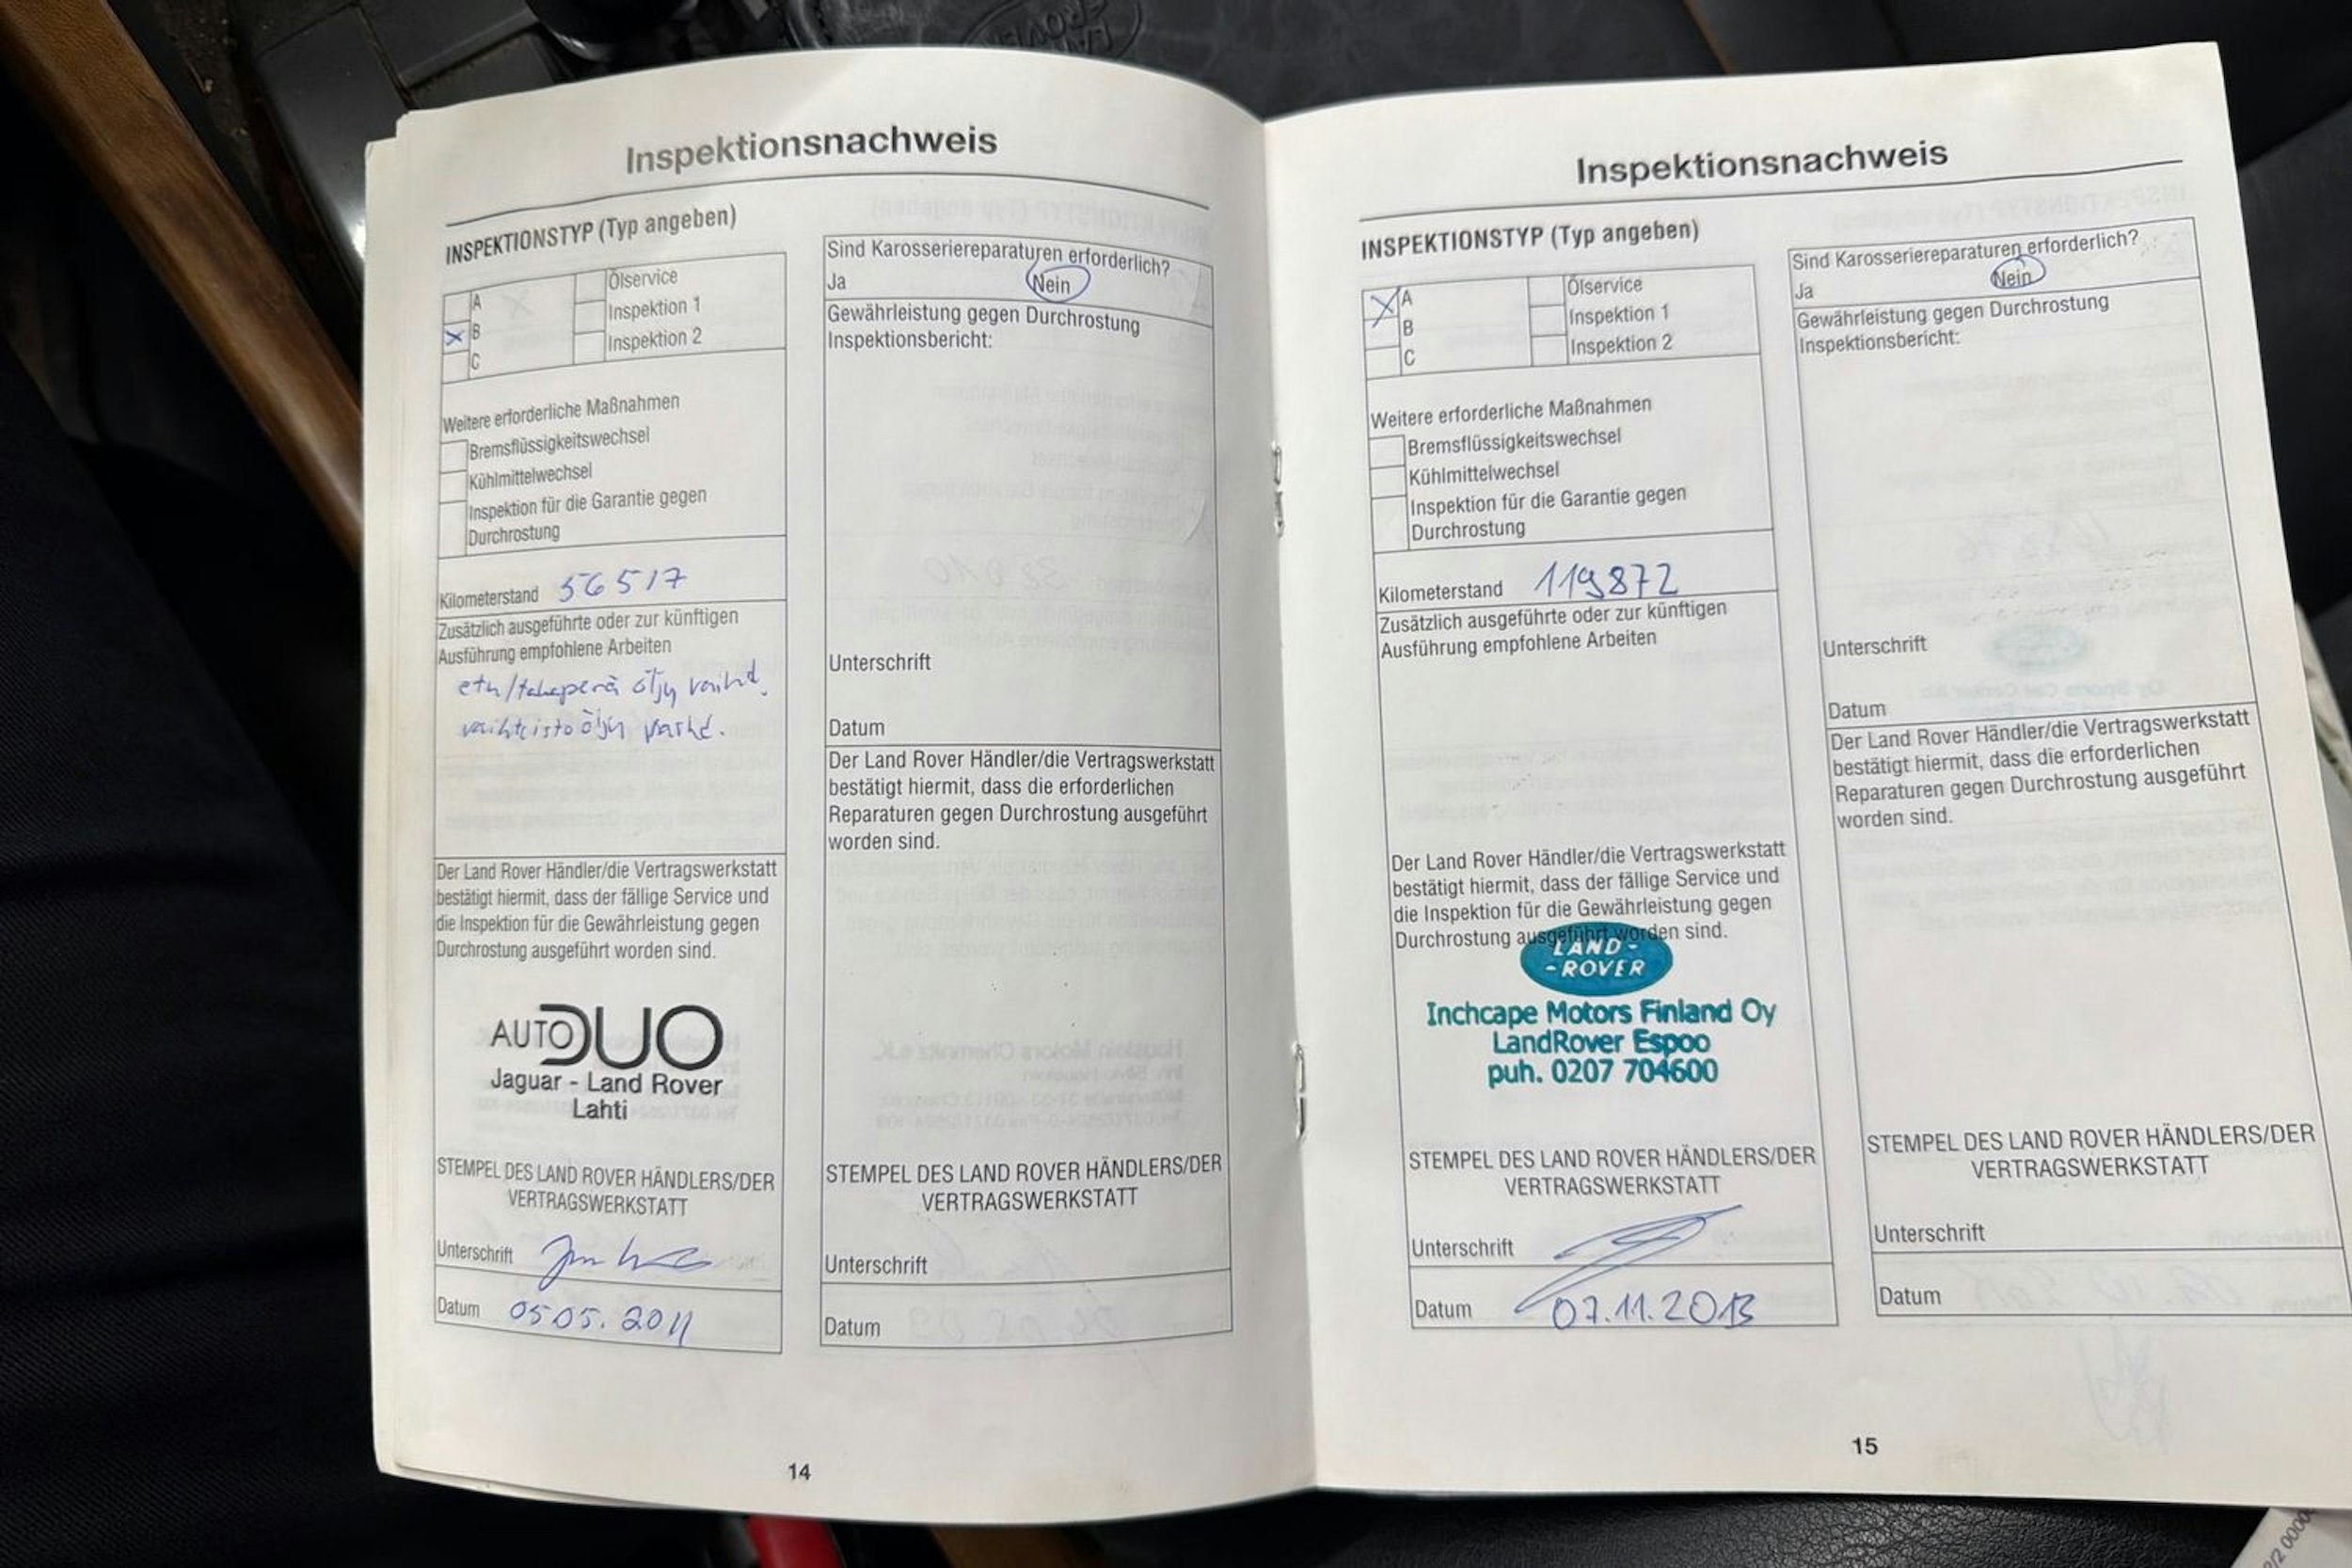 LAND
ROVER
Inspektionsnachweis
INSPEKTIONSTYP (Typ angeben)
A
X B
C
Ölservice
Inspektion 1
Inspektion 2
Weitere erforderliche Maßnahmen
Bremsflüssigkeitswechsel
Kühlmittelwechsel
Inspektion für die Garantie gegen
Durchrostung
Kilometerstand 56517
Zusätzlich ausgeführte oder zur künftigen
Ausführung empfohlene Arbeiten
etu/takaperä öljy vaihd.
vaihteistoöljy
Der Land Rover Händler/die Vertragswerkstatt
bestätigt hiermit, dass der fällige Service und
die Inspektion für die Gewährleistung gegen
Durchrostung ausgeführt worden sind.
AUTO DUO
Jaguar - Land Rover
Lahti
STEMPEL DES LAND ROVER HÄNDLERS/DER
VERTRAGSWERKSTATT
Unterschrift
Datum 05.05.2011
Sind Karosseriereparaturen erforderlich?
Ja Nein
Gewährleistung gegen Durchrostung
Inspektionsbericht:
Unterschrift
Datum
Der Land Rover Händler/die Vertragswerkstatt
bestätigt hiermit, dass die erforderlichen
Reparaturen gegen Durchrostung ausgeführt
worden sind.
STEMPEL DES LAND ROVER HÄNDLERS/DER
VERTRAGSWERKSTATT
Unterschrift
Datum
14
Inspektionsnachweis
INSPEKTIONSTYP (Typ angeben)
X A
B
C
Ölservice
Inspektion 1
Inspektion 2
Weitere erforderliche Maßnahmen
Bremsflüssigkeitswechsel
Kühlmittelwechsel
Inspektion für die Garantie gegen
Durchrostung
Kilometerstand 119872
Zusätzlich ausgeführte oder zur künftigen
Ausführung empfohlene Arbeiten
Der Land Rover Händler/die Vertragswerkstatt
bestätigt hiermit, dass der fällige Service und
die Inspektion für die Gewährleistung gegen
Durchrostung ausgeführt worden sind.
LAND-
-ROVER
Inchcape Motors Finland Oy
LandRover Espoo
puh. 0207 704600
STEMPEL DES LAND ROVER HÄNDLERS/DER
VERTRAGSWERKSTATT
Unterschrift
Datum 07.11.2013
Sind Karosseriereparaturen erforderlich?
Ja Nein
Gewährleistung gegen Durchrostung
Inspektionsbericht:
Unterschrift
Datum
Der Land Rover Händler/die Vertragswerkstatt
bestätigt hiermit, dass die erforderlichen
Reparaturen gegen Durchrostung ausgeführt
worden sind.
STEMPEL DES LAND ROVER HÄNDLERS/DER
VERTRAGSWERKSTATT
Unterschrift
Datum
15